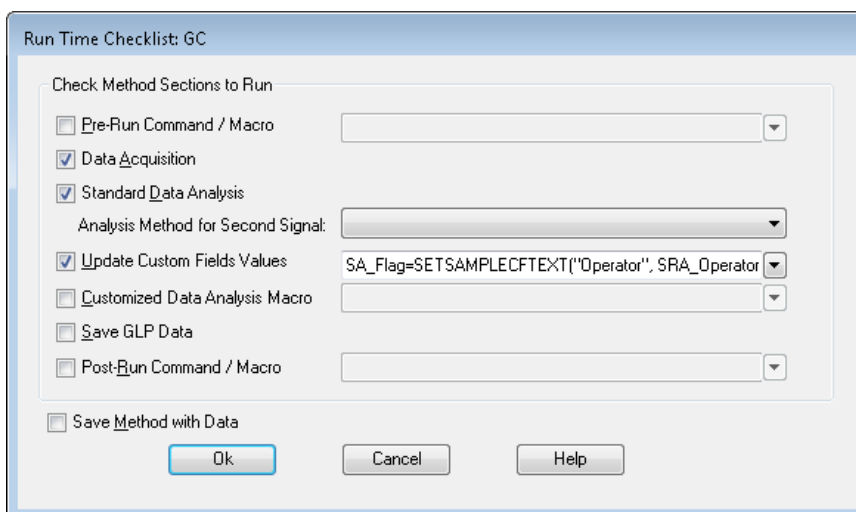 Run Time Checklist: GC
Check Method Sections to Run
Pre-Run Command / Macro
Data Acquisition
Standard Data Analysis
Analysis Method for Second Signal:
Update Custom Fields Values SA_Flag=SETSAMPLECFTEXT("Operator", SRA_Operator
Customized Data Analysis Macro
Save GLP Data
Post-Run Command / Macro
Save Method with Data
Ok Cancel Help